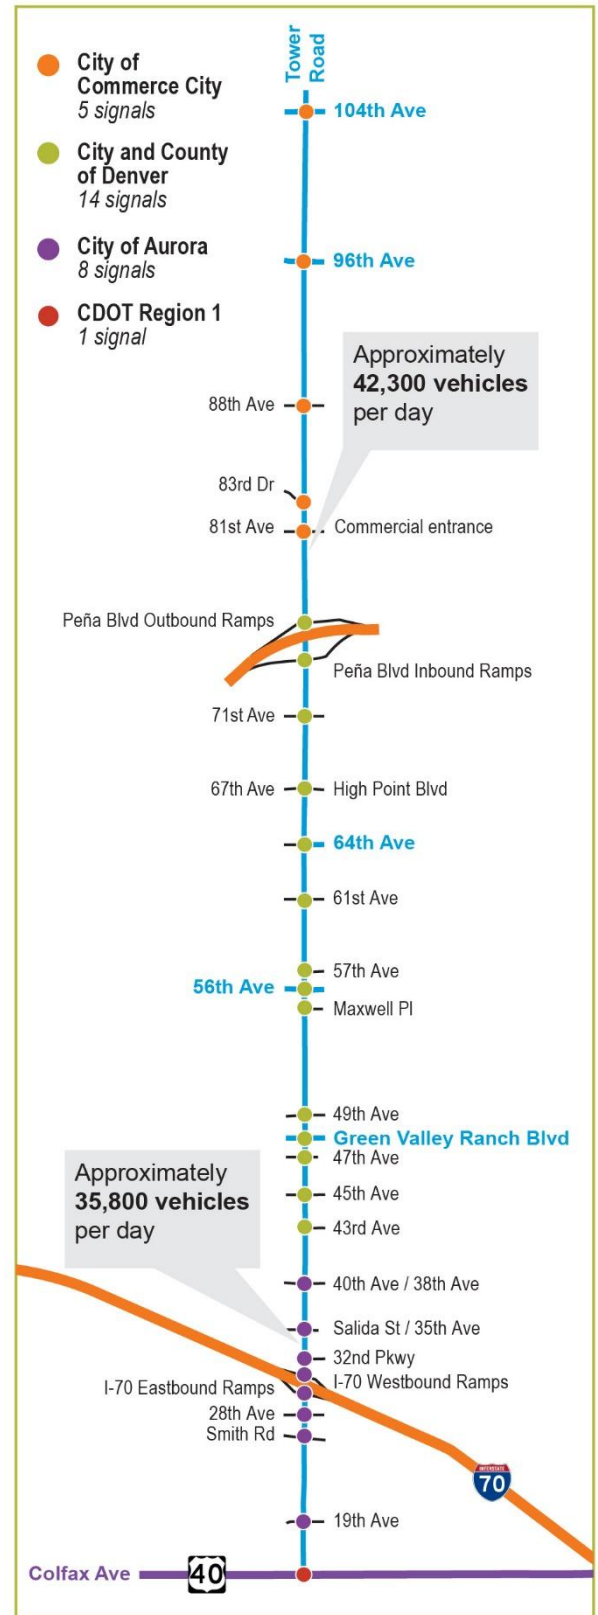 Tower
Road
City of
Commerce City
5 signals
City and County
of Denver
14 signals
City of Aurora
8 signals
CDOT Region 1
1 signal
104th Ave
96th Ave
Approximately
42,300 vehicles
per day
88th Ave
83rd Dr
81st Ave
Commercial entrance
Peña Blvd Outbound Ramps
Peña Blvd Inbound Ramps
71st Ave
67th Ave
High Point Blvd
64th Ave
61st Ave
57th Ave
56th Ave
Maxwell Pl
49th Ave
Green Valley Ranch Blvd
47th Ave
Approximately
35,800 vehicles
per day
45th Ave
43rd Ave
40th Ave / 38th Ave
Salida St / 35th Ave
32nd Pkwy
I-70 Westbound Ramps
I-70 Eastbound Ramps
28th Ave
Smith Rd
INTERSTATE
70
19th Ave
Colfax Ave
40